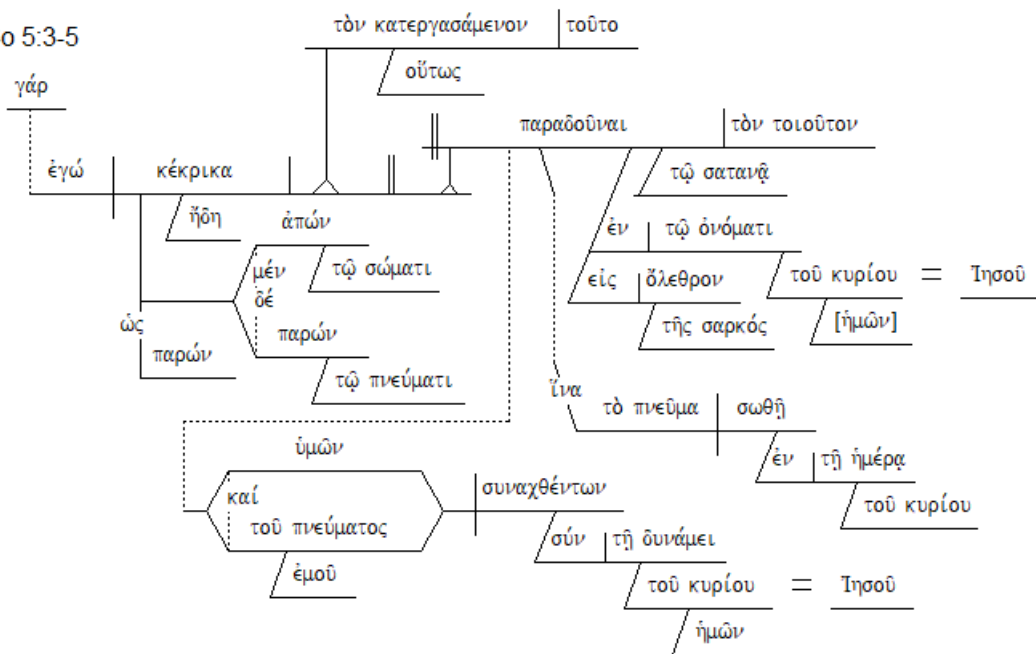 o 5:3-5
τὸν κατεργασάμενον τοῦτο
οὕτως
γάρ
παραδοῦναι τὸν τοιοῦτον
ἐγώ κέκρικα
τῷ σατανᾷ
ἤδη
ἀπών
ἐν τῷ ὀνόματι
μέν
τῷ σώματι
εἰς ὄλεθρον
τοῦ κυρίου = Ἰησοῦ
δέ
ὡς
παρών
τῆς σαρκός
[ἡμῶν]
παρών
τῷ πνεύματι
ἵνα
τὸ πνεῦμα σωθῇ
ὑμῶν
ἐν τῇ ἡμέρᾳ
καί
συναχθέντων
τοῦ κυρίου
τοῦ πνεύματος
σύν τῇ δυνάμει
ἐμοῦ
τοῦ κυρίου = Ἰησοῦ
ἡμῶν